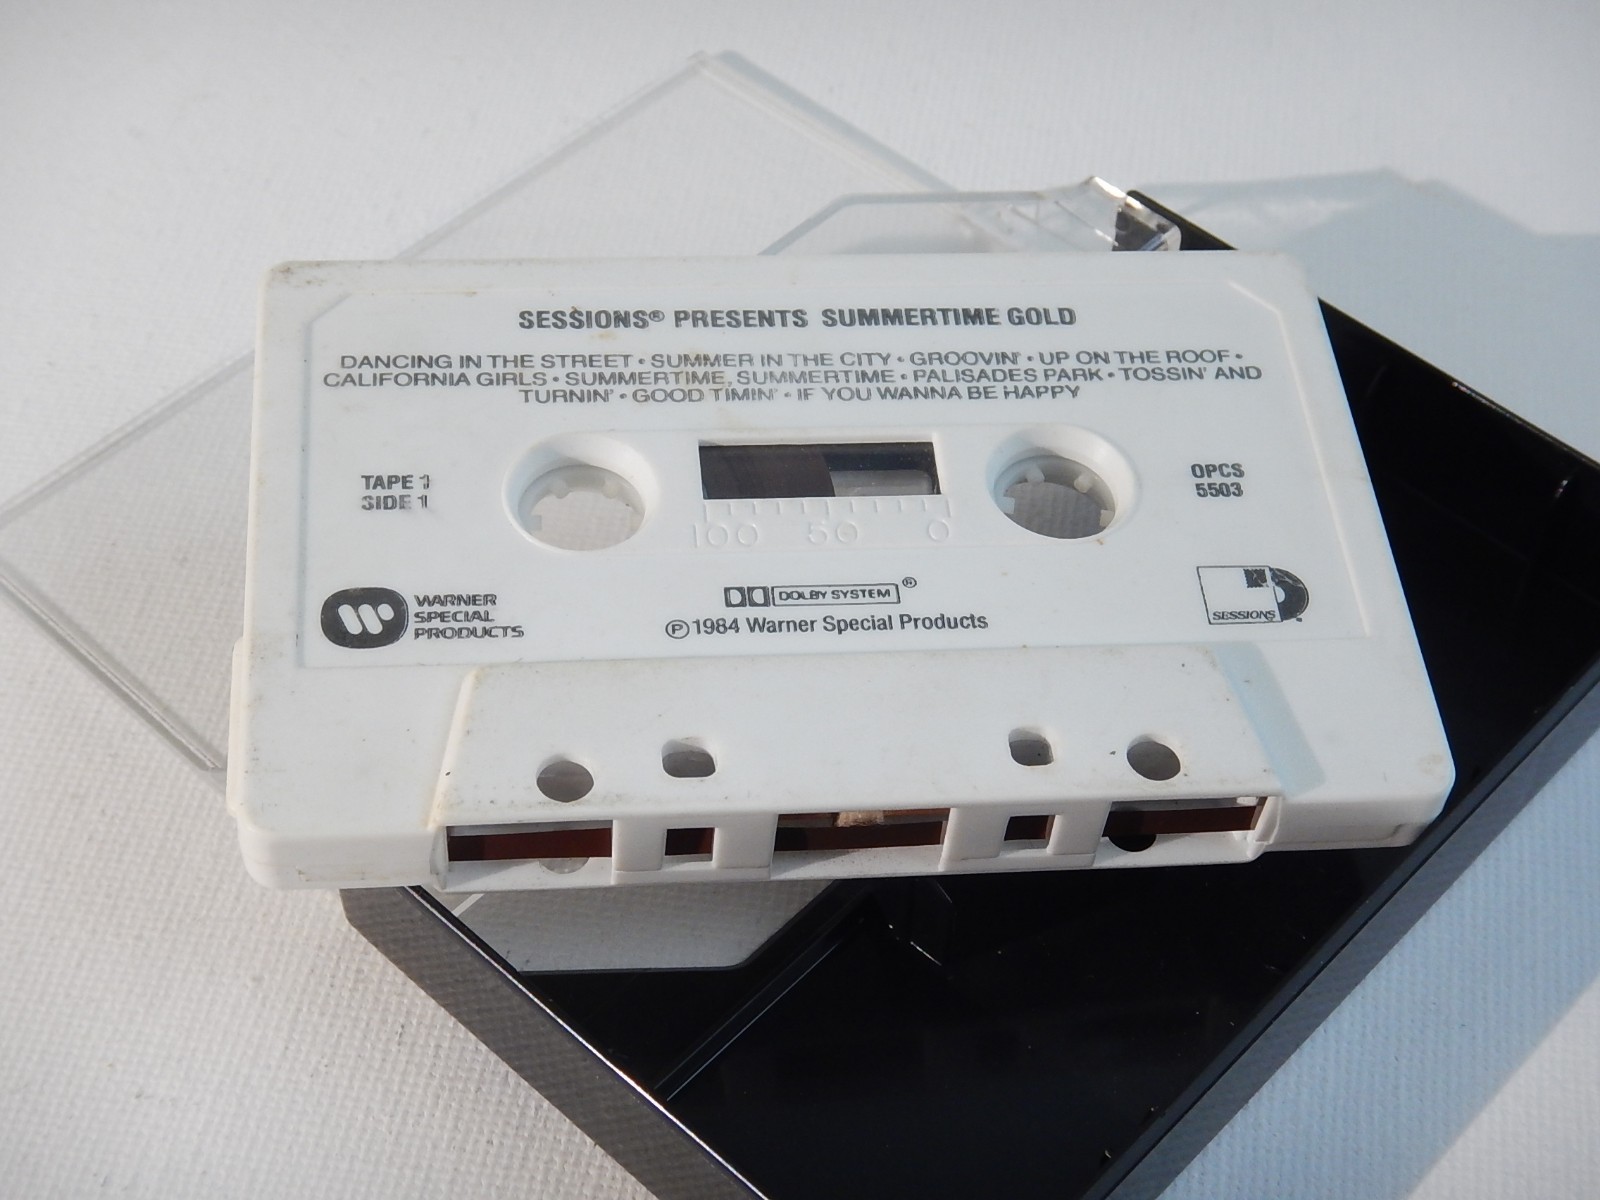 SESSIONS® PRESENTS SUMMERTIME GOLD
DANCING IN THE STREET • SUMMER IN THE CITY • GROOVIN' • UP ON THE ROOF •
CALIFORNIA GIRLS • SUMMERTIME, SUMMERTIME • PALISADES PARK • TOSSIN' AND
TURNIN' • GOOD TIMIN' • IF YOU WANNA BE HAPPY
TAPE 1
SIDE 1
OPCS
5503
100 50 0
WARNER
SPECIAL
PRODUCTS
DOLBY SYSTEM ®
℗ 1984 Warner Special Products
SESSIONS